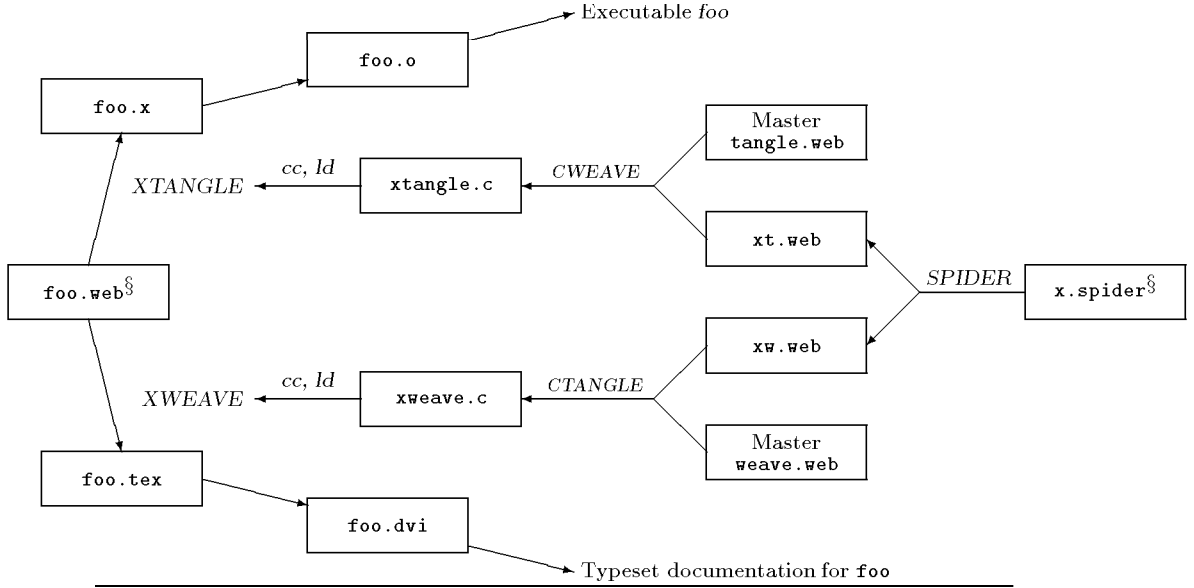 Executable foo
foo.o
foo.x
Master
tangle.web
cc, ld
CWEAVE
XTANGLE
xtangle.c
xt.web
foo.web§
SPIDER
x.spider§
xw.web
cc, ld
CTANGLE
XWEAVE
xweave.c
Master
weave.web
foo.tex
foo.dvi
Typeset documentation for foo